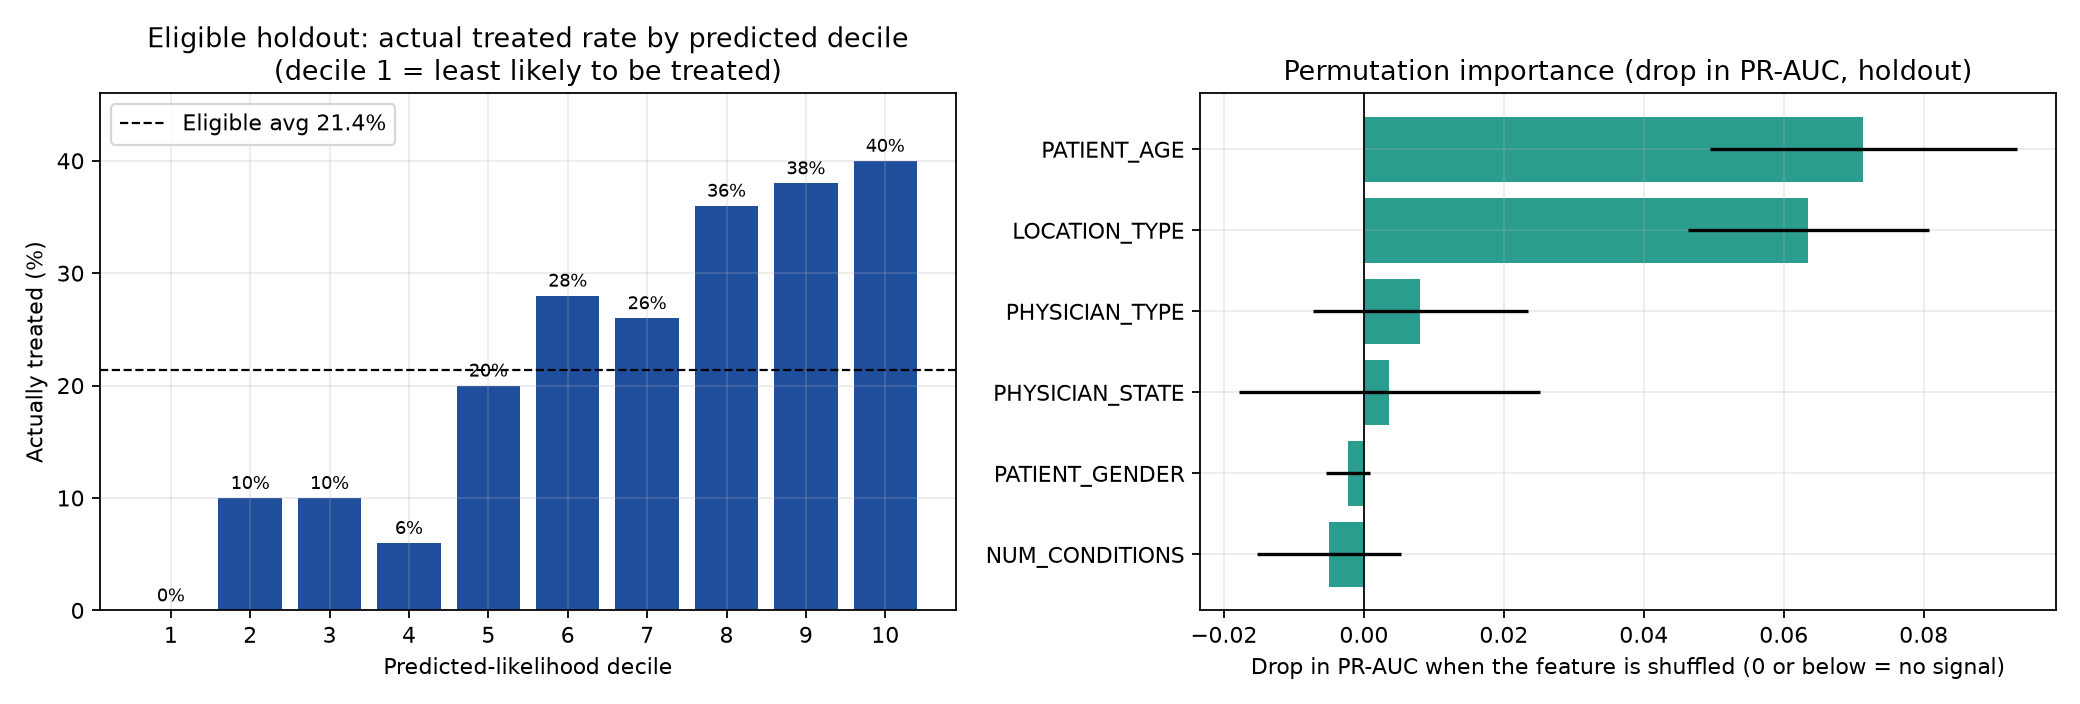 Eligible holdout: actual treated rate by predicted decile
(decile 1 = least likely to be treated)
Eligible avg 21.4%
Actually treated (%)
40
30
20
10
0
0%
10%
10%
6%
20%
28%
26%
36%
38%
40%
1 2 3 4 5 6 7 8 9 10
Predicted-likelihood decile
Permutation importance (drop in PR-AUC, holdout)
PATIENT_AGE
LOCATION_TYPE
PHYSICIAN_TYPE
PHYSICIAN_STATE
PATIENT_GENDER
NUM_CONDITIONS
−0.02 0.00 0.02 0.04 0.06 0.08
Drop in PR-AUC when the feature is shuffled (0 or below = no signal)